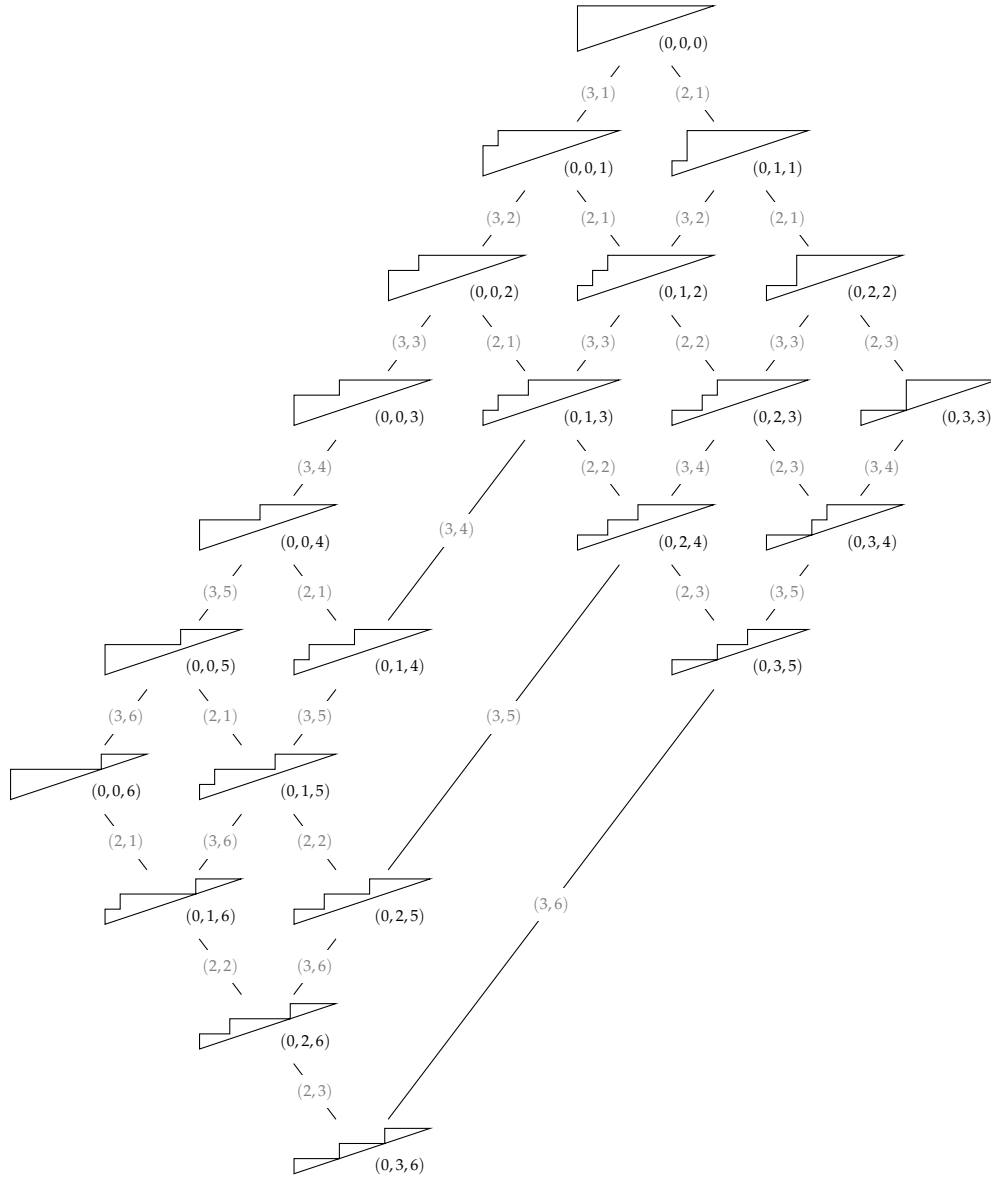 (0,0,0)
(3,1) (2,1)
(0,0,1) (0,1,1)
(3,2) (2,1) (3,2) (2,1)
(0,0,2) (0,1,2) (0,2,2)
(3,3) (2,1) (3,3) (2,2) (3,3) (2,3)
(0,0,3) (0,1,3) (0,2,3) (0,3,3)
(3,4) (2,2) (3,4) (2,3) (3,4)
(3,4)
(0,0,4) (0,2,4) (0,3,4)
(3,5) (2,1) (2,3) (3,5)
(0,0,5) (0,1,4) (0,3,5)
(3,6) (2,1) (3,5) (3,5)
(0,0,6) (0,1,5)
(2,1) (3,6) (2,2)
(3,6)
(0,1,6) (0,2,5)
(2,2) (3,6)
(0,2,6)
(2,3)
(0,3,6)